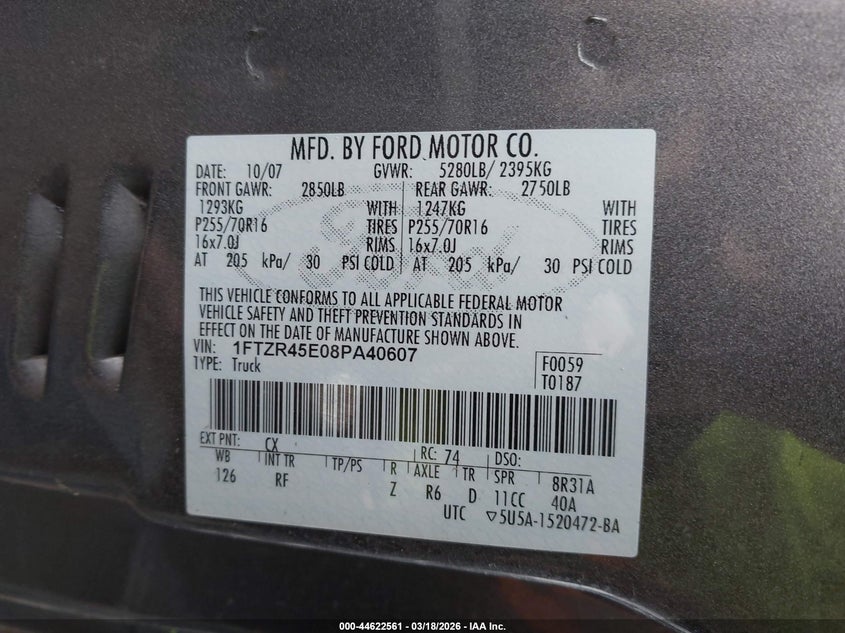 MFD. BY FORD MOTOR CO.
DATE: 10/07 GVWR: 5280LB/ 2395KG
FRONT GAWR: 2850LB REAR GAWR: 2750LB
1293KG WITH 1247KG WITH
P255/70R16 TIRES P255/70R16 TIRES
16x7.0J RIMS 16x7.0J RIMS
AT 205 kPa/ 30 PSI COLD AT 205 kPa/ 30 PSI COLD
THIS VEHICLE CONFORMS TO ALL APPLICABLE FEDERAL MOTOR
VEHICLE SAFETY AND THEFT PREVENTION STANDARDS IN
EFFECT ON THE DATE OF MANUFACTURE SHOWN ABOVE.
VIN: 1FTZR45E08PA40607
TYPE: Truck
F0059
T0187
EXT PNT: CX RC: 74 DSO:
WB INT TR TP/PS R AXLE TR SPR 8R31A
126 RF Z R6 D 11CC 40A
UTC ▽5U5A-1520472-BA
000-44622561 - 03/18/2026 - IAA Inc.